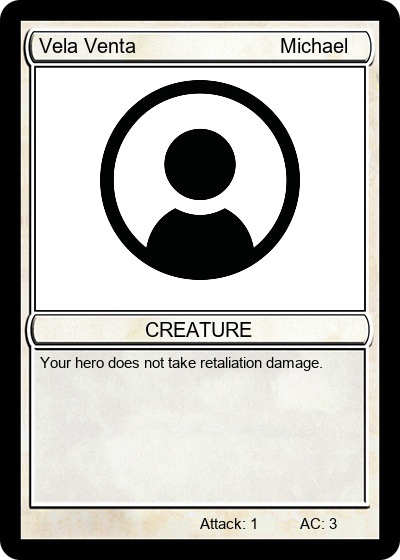 Vela Venta Michael
CREATURE
Your hero does not take retaliation damage.
Attack: 1 AC: 3